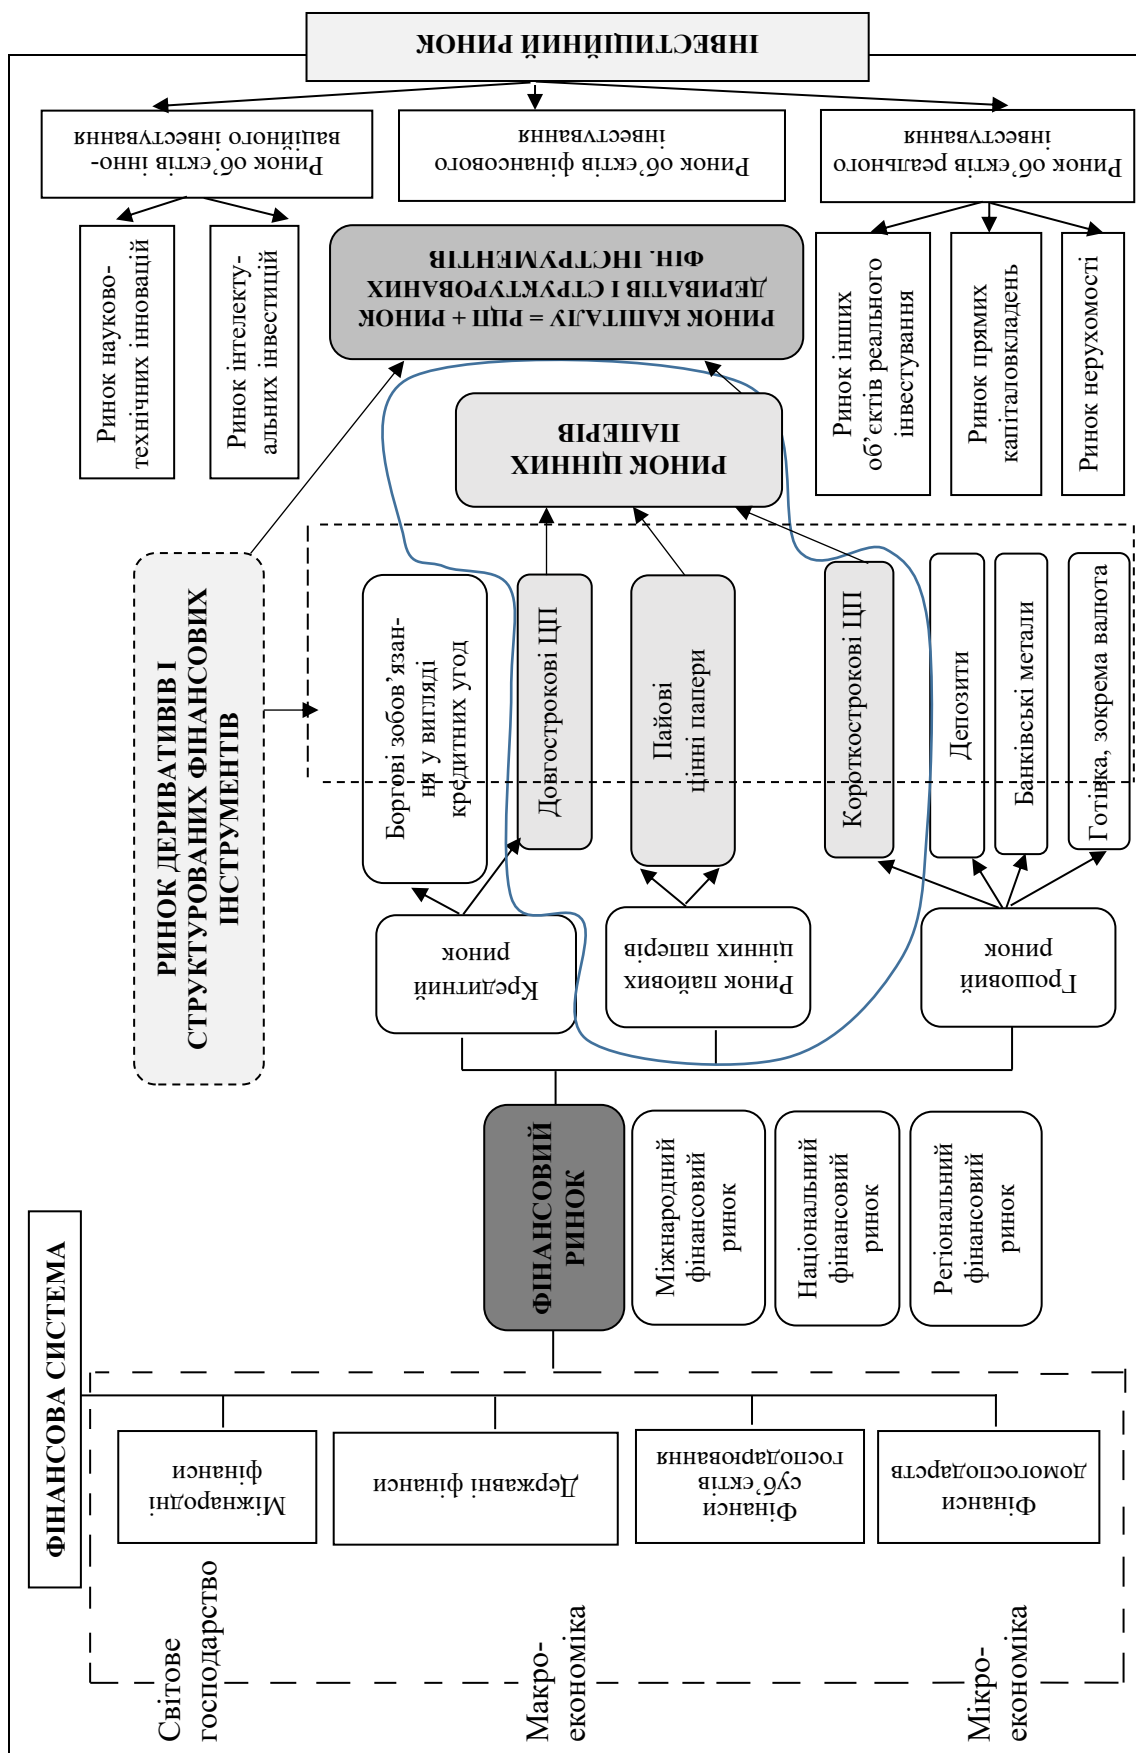 ФІНАНСОВА СИСТЕМА
Світове
господарство
Макро-
економіка
Мікро-
економіка
Міжнародні
фінанси
Державні фінанси
Фінанси
суб’єктів
господарювання
Фінанси
домогосподарств
ФІНАНСОВИЙ
РИНОК
Міжнародний
фінансовий
ринок
Національний
фінансовий
ринок
Регіональний
фінансовий
ринок
РИНОК ДЕРИВАТИВІВ І
СТРУКТУРОВАНИХ ФІНАНСОВИХ
ІНСТРУМЕНТІВ
Кредитний
ринок
Ринок пайових
цінних паперів
Грошовий
ринок
Боргові зобов’язан-
ня у вигляді
кредитних угод
Довгострокові ЦП
Пайові
цінні папери
Короткострокові ЦП
Депозити
Банківські метали
Готівка, зокрема валюта
РИНОК ЦІННИХ
ПАПЕРІВ
РИНОК КАПІТАЛУ = РЦП + РИНОК
ДЕРИВАТІВ І СТРУКТУРОВАНИХ
ФІН. ІНСТРУМЕНТІВ
Ринок науково-
технічних інновацій
Ринок інтелекту-
альних інвестицій
Ринок інших
об’єктів реального
інвестування
Ринок прямих
капіталовкладень
Ринок нерухомості
Ринок об’єктів інно-
ваційного інвестування
Ринок об’єктів фінансового
інвестування
Ринок об’єктів реального
інвестування
ІНВЕСТИЦІЙНИЙ РИНОК